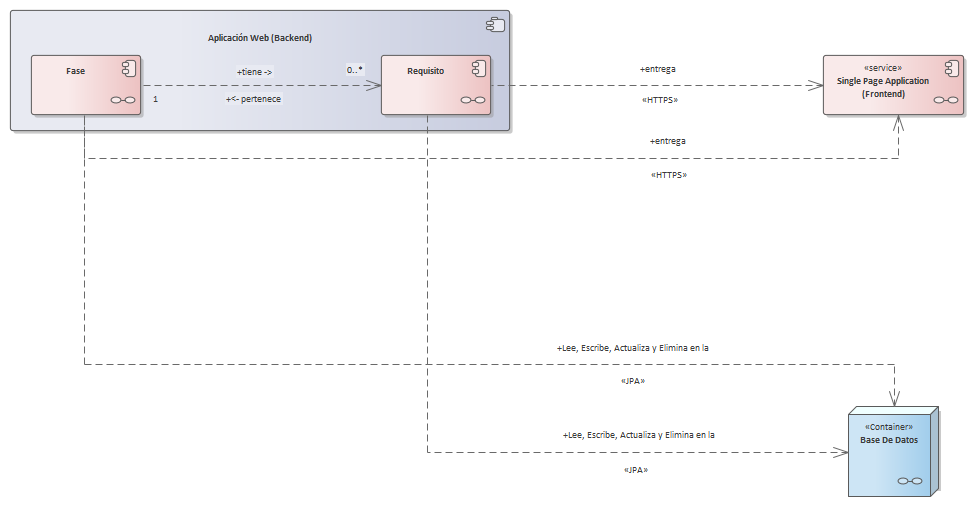 Aplicación Web (Backend)
Fase
+tiene ->
0..*
1
+<- pertenece
Requisito
+entrega
«HTTPS»
«service»
Single Page Application
(Frontend)
+entrega
«HTTPS»
+Lee, Escribe, Actualiza y Elimina en la
«JPA»
+Lee, Escribe, Actualiza y Elimina en la
«JPA»
«Container»
Base De Datos